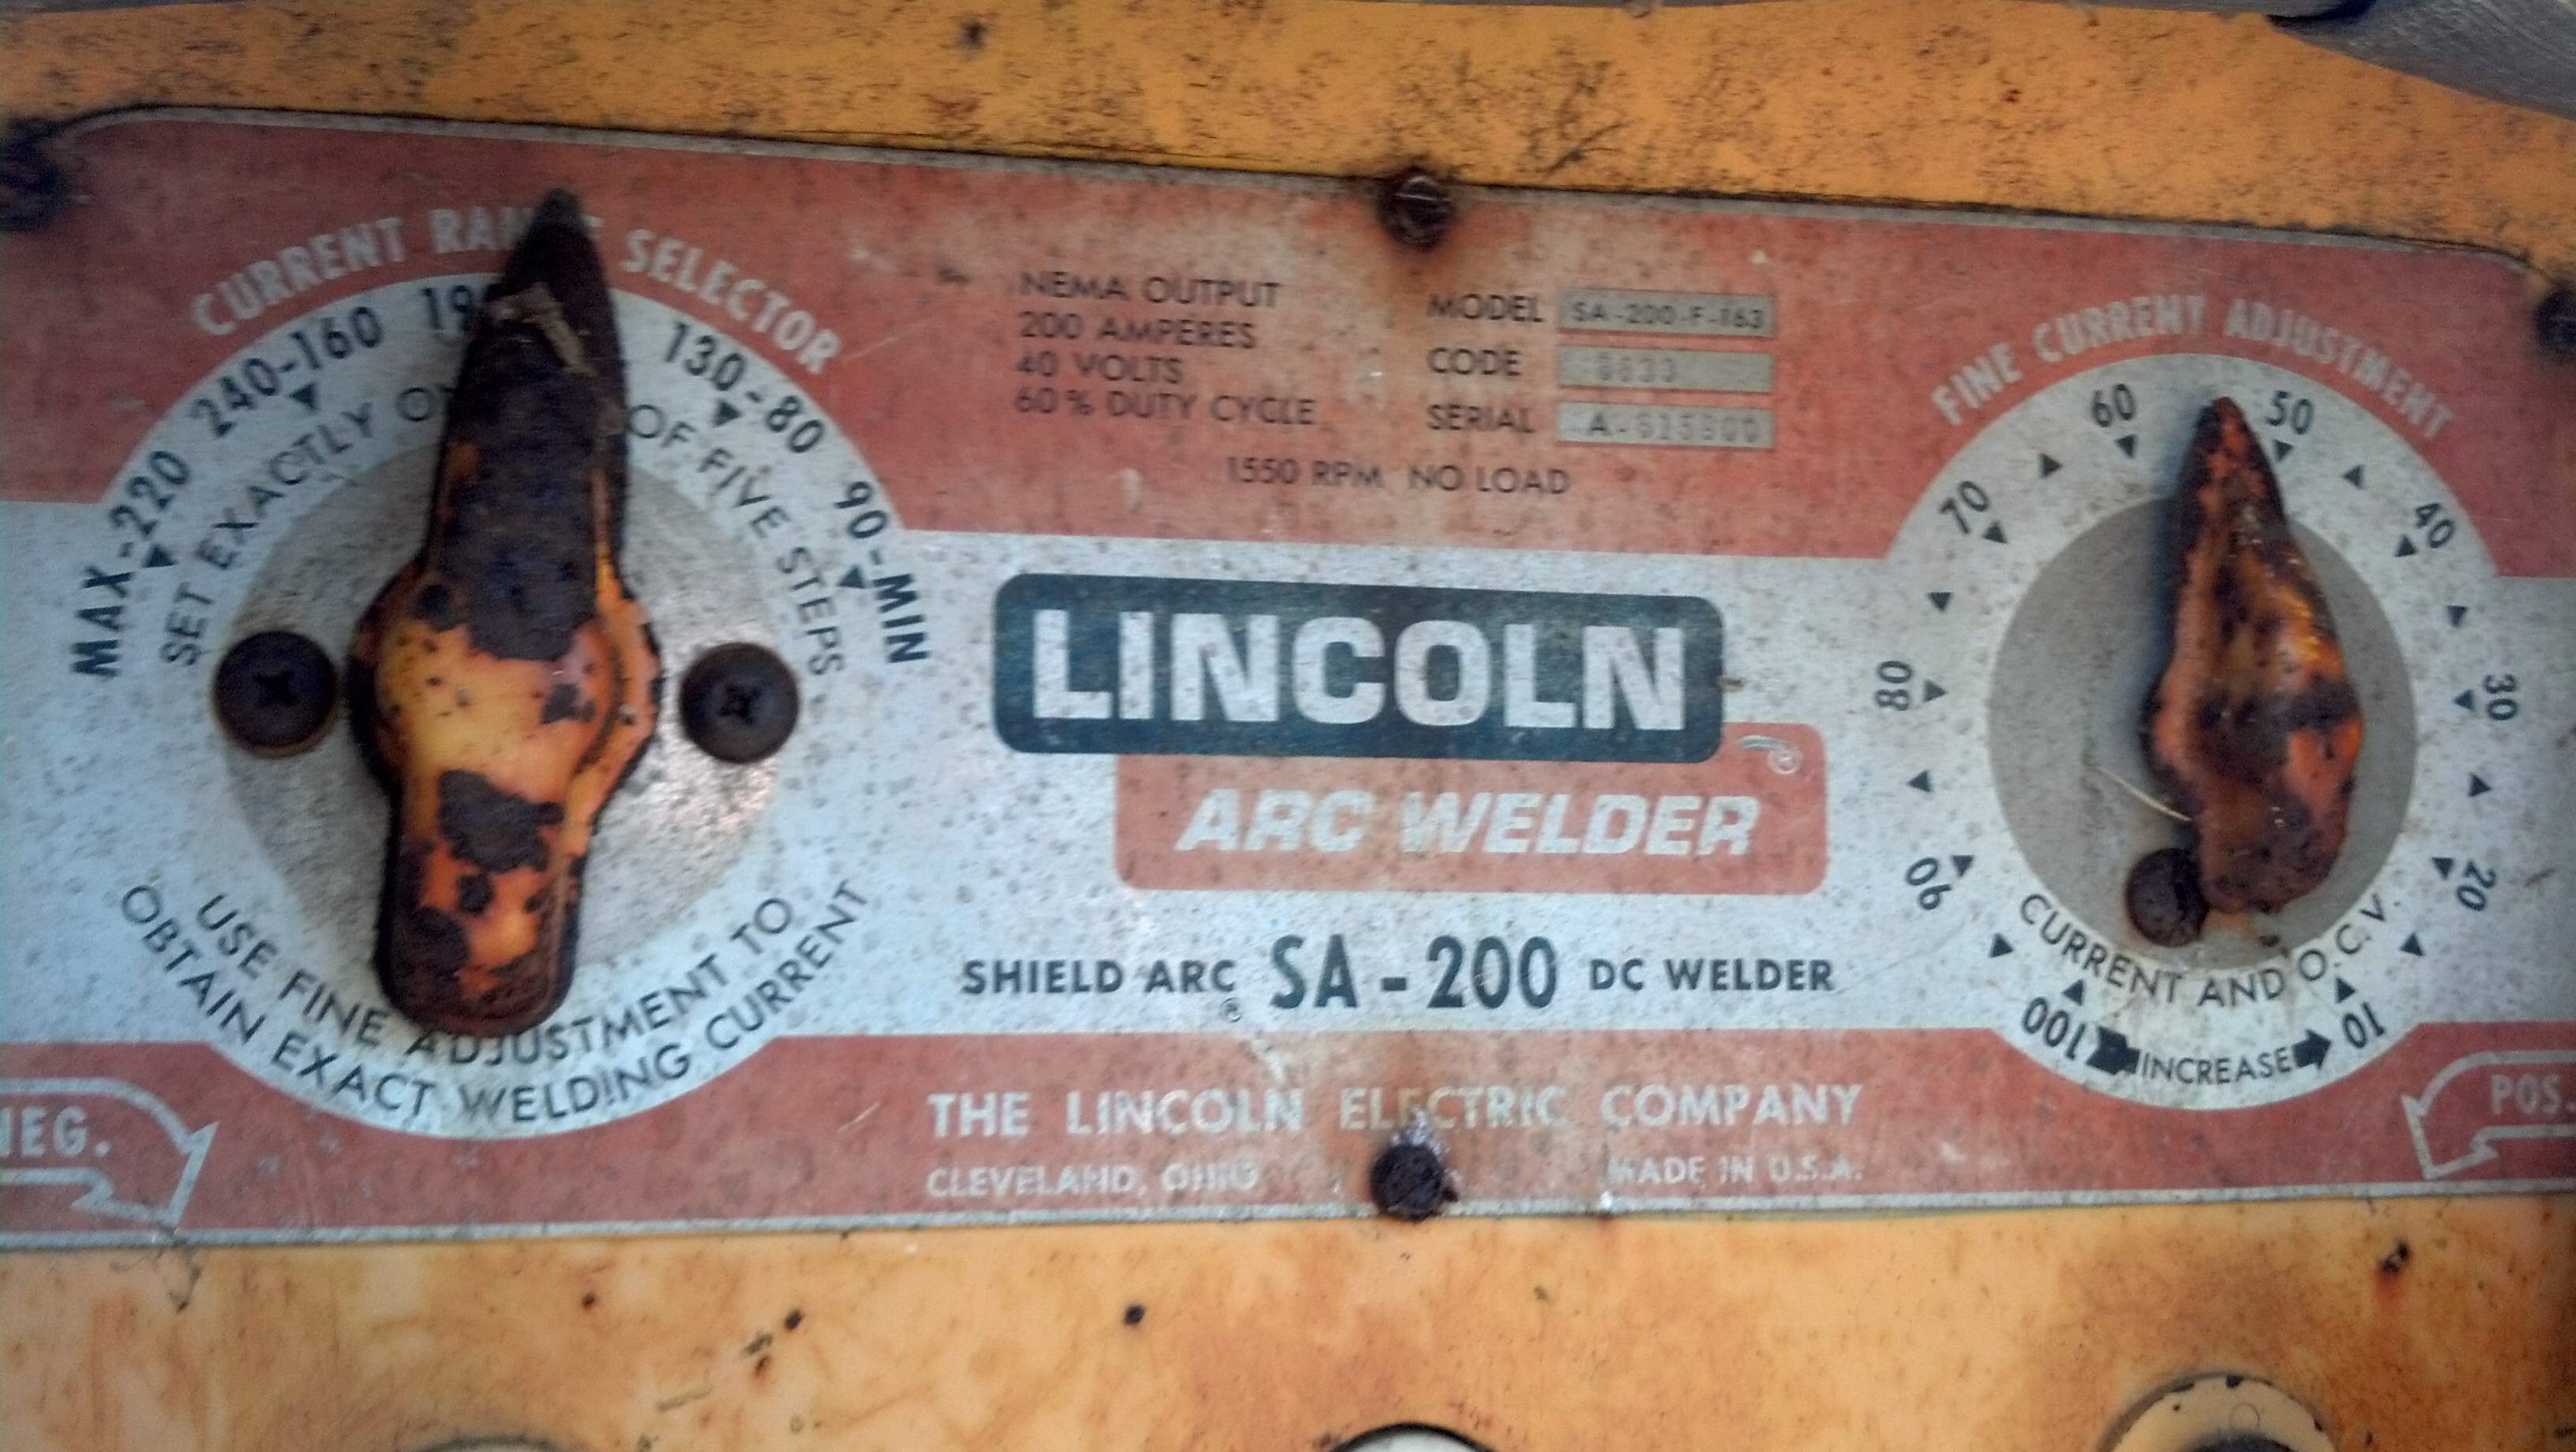 CURRENT SELECTOR
MAX-220
240-160
130-80
90-MIN
SET EXACTLY OF FIVE STEPS
USE FINE ADJUSTMENT TO
OBTAIN EXACT WELDING CURRENT
NEMA OUTPUT
200 AMPERES
40 VOLTS
60% DUTY CYCLE
MODEL SA-200-F-163
CODE
SERIAL
1550 RPM NO LOAD
LINCOLN
ARC WELDER
SHIELD ARC ® SA-200 DC WELDER
THE LINCOLN ELECTRIC COMPANY
CLEVELAND, OHIO MADE IN U.S.A.
FINE CURRENT ADJUSTMENT
100 90 80 70 60 50 40 30 20 10
CURRENT AND O.C.V.
INCREASE
NEG.
POS.